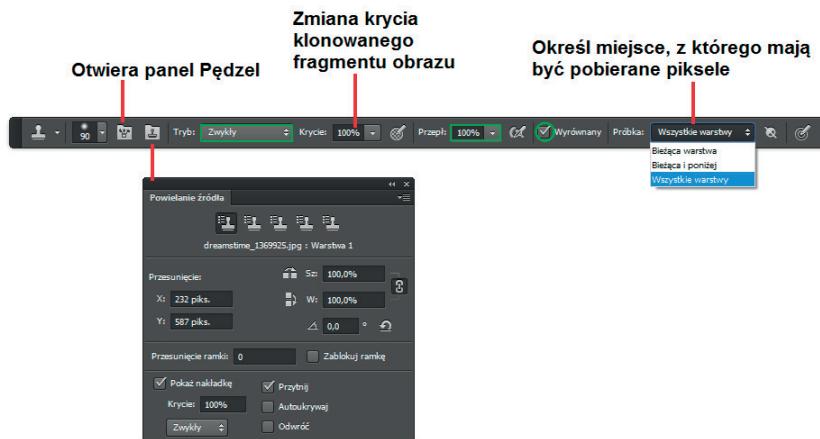 Zmiana krycia
klonowanego
fragmentu obrazu
Otwiera panel Pędzel
Określ miejsce, z którego mają
być pobierane piksele
90 Tryb: Zwykły Krycie: 100% Przepł: 100% Wyrównany Próbka: Wszystkie warstwy
Bieżąca warstwa
Bieżąca i poniżej
Wszystkie warstwy
Powielanie źródła
dreamstime_1369925.jpg : Warstwa 1
Przesunięcie: Sz: 100,0%
X: 232 piks. W: 100,0%
Y: 587 piks. 0,0 °
Przesunięcie ramki: 0 Zablokuj ramkę
Pokaż nakładkę Przytnij
Krycie: 100% Autoukrywaj
Zwykły Odwróć